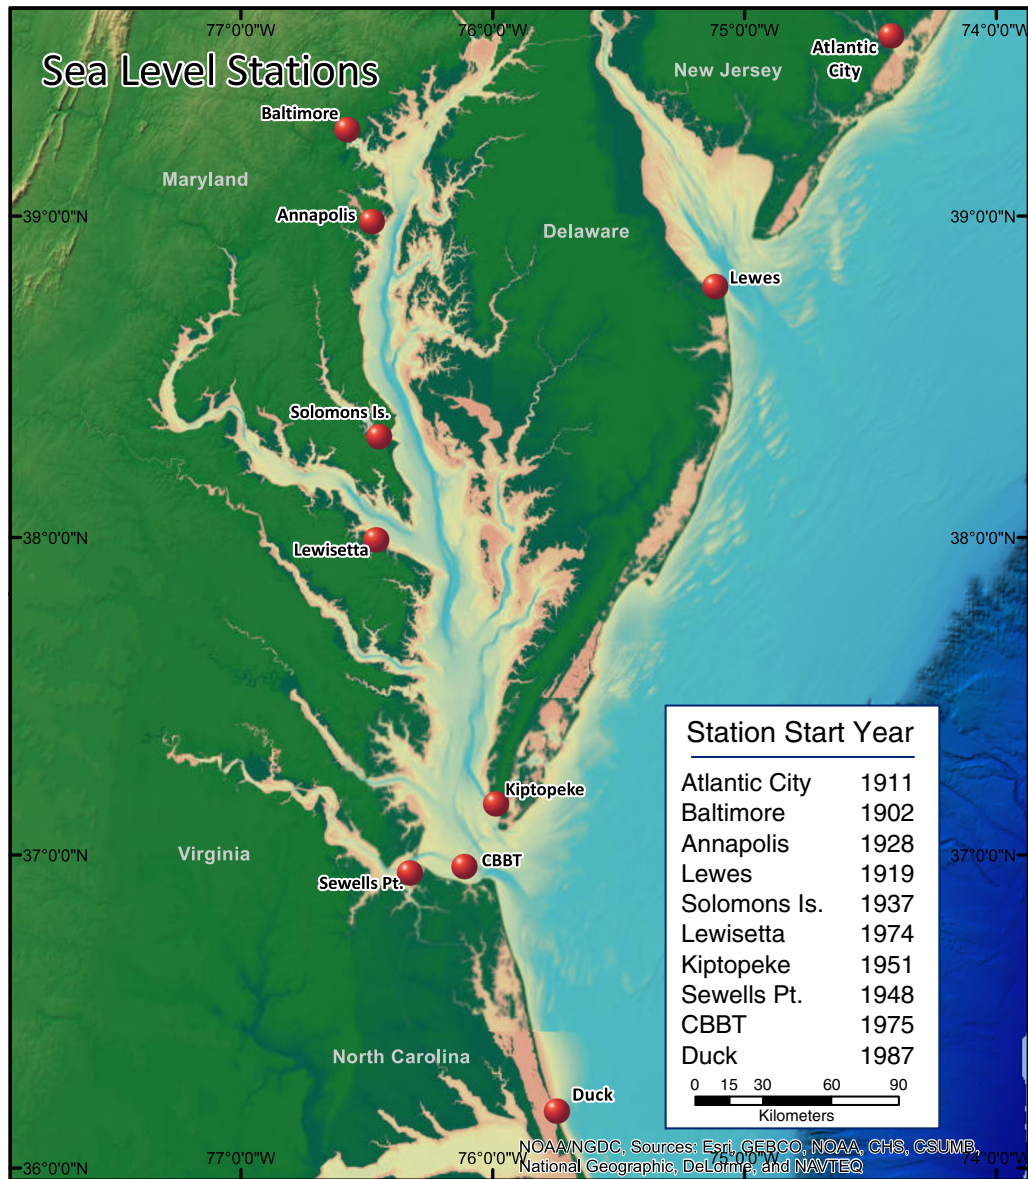 77°0'0"W
76°0'0"W
75°0'0"W
74°0'0"W
Sea Level Stations
Atlantic
City
New Jersey
Baltimore
Maryland
39°0'0"N
39°0'0"N
Annapolis
Delaware
Lewes
Solomons Is.
38°0'0"N
38°0'0"N
Lewisetta
Kiptopeke
37°0'0"N
37°0'0"N
Virginia
CBBT
Sewells Pt.
Station Start Year
Atlantic City 1911
Baltimore 1902
Annapolis 1928
Lewes 1919
Solomons Is. 1937
Lewisetta 1974
Kiptopeke 1951
Sewells Pt. 1948
CBBT 1975
Duck 1987
0 15 30 60 90
Kilometers
North Carolina
Duck
NOAA/NGDC, Sources: Esri, GEBCO, NOAA, CHS, CSUMB,
National Geographic, DeLorme, and NAVTEQ
36°0'0"N
36°0'0"N
77°0'0"W
76°0'0"W
75°0'0"W
74°0'0"W